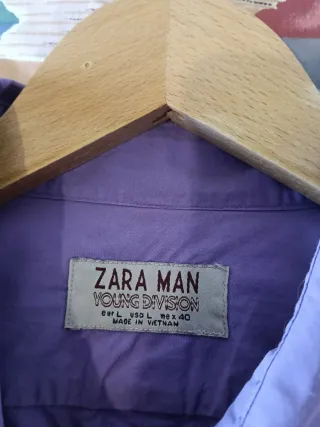 ZARA MAN
YOUNG DIVISION
eur L usa L mex 40
MADE IN VIETNAM